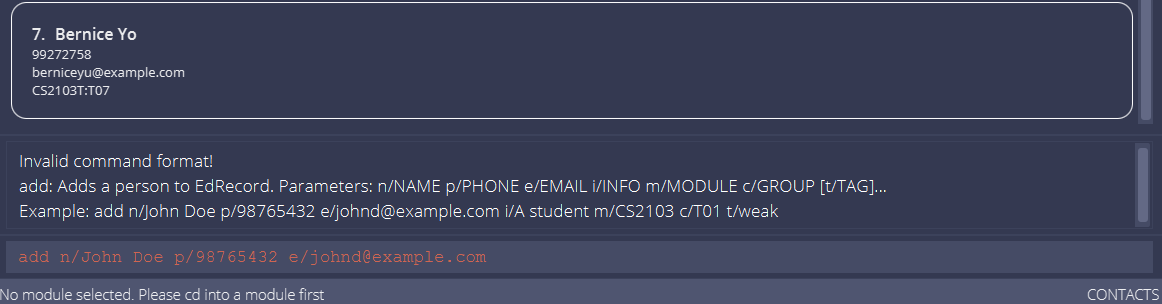 7. Bernice Yo
99272758
berniceyu@example.com
CS2103T:T07
Invalid command format!
add: Adds a person to EdRecord. Parameters: n/NAME p/PHONE e/EMAIL i/INFO m/MODULE c/GROUP [t/TAG]...
Example: add n/John Doe p/98765432 e/johnd@example.com i/A student m/CS2103 c/T01 t/weak
add n/John Doe p/98765432 e/johnd@example.com
No module selected. Please cd into a module first CONTACTS